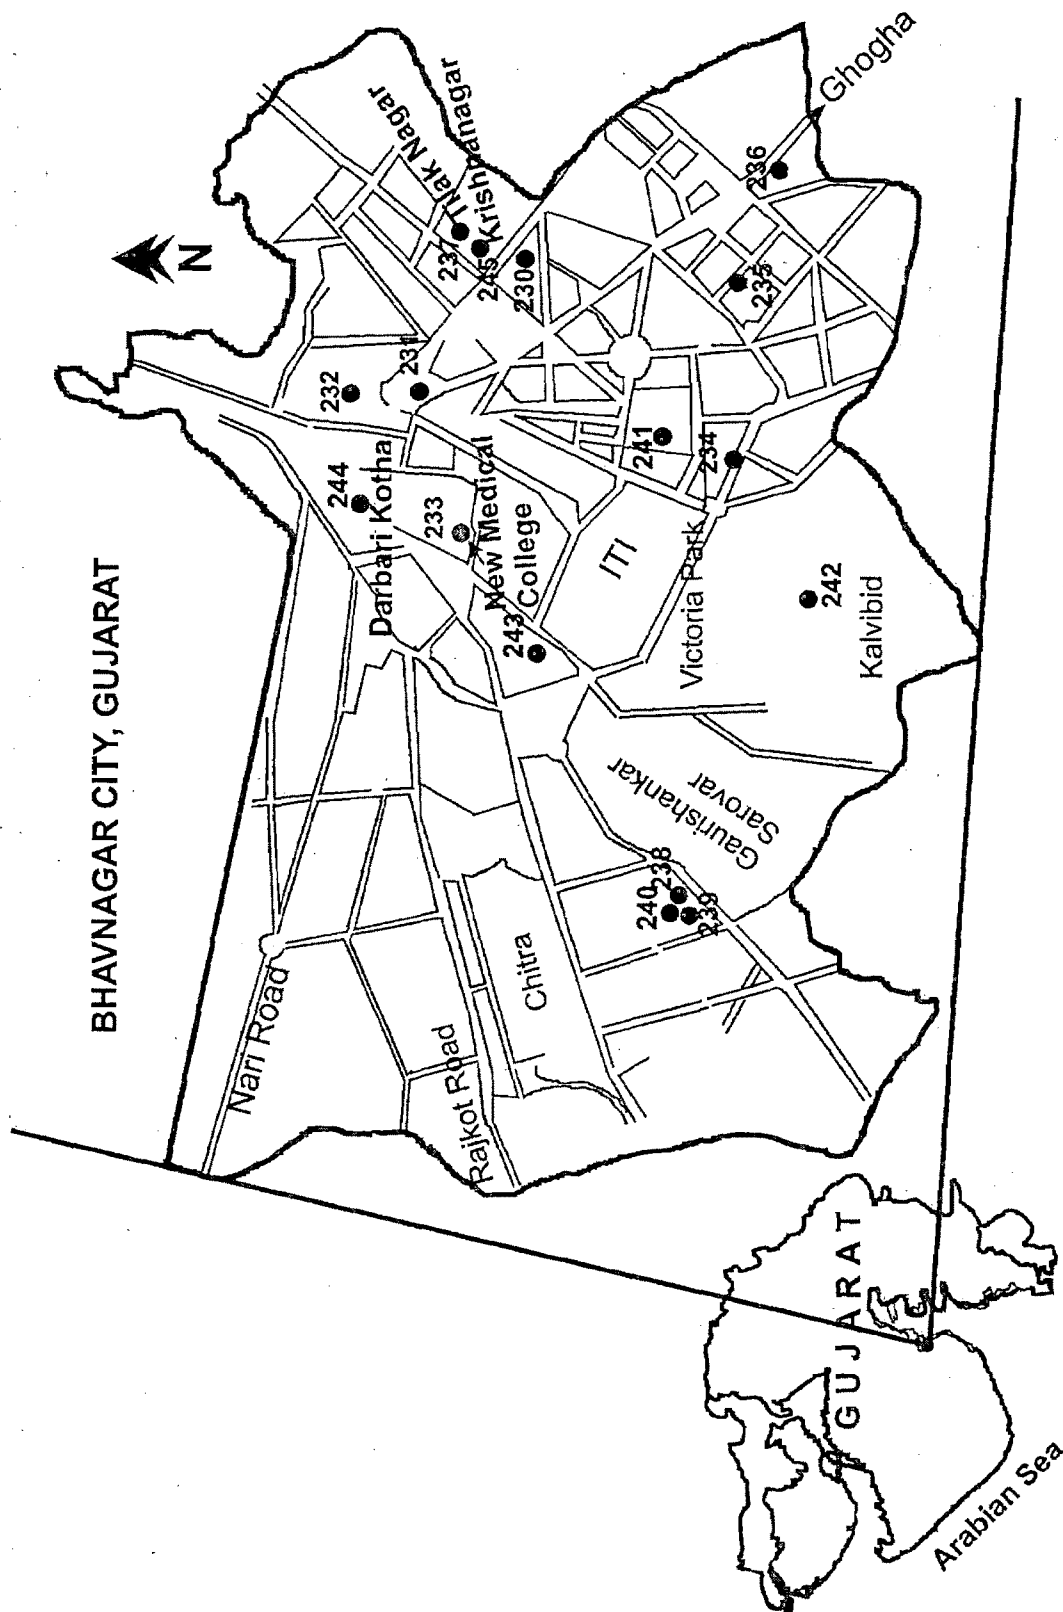 BHAVNAGAR CITY, GUJARAT
N
Nari Road
Rajkot Road
Chitra
Gaurishankar
Sarovar
240
238
239
243
New Medical
College
233
Darbari Kotha
244
232
231
ITI
Victoria Park
242
Kalvibid
241
234
235
236
230
245
237
Tilak Nagar
Krishnanagar
Ghogha
GUJARAT
Arabian Sea